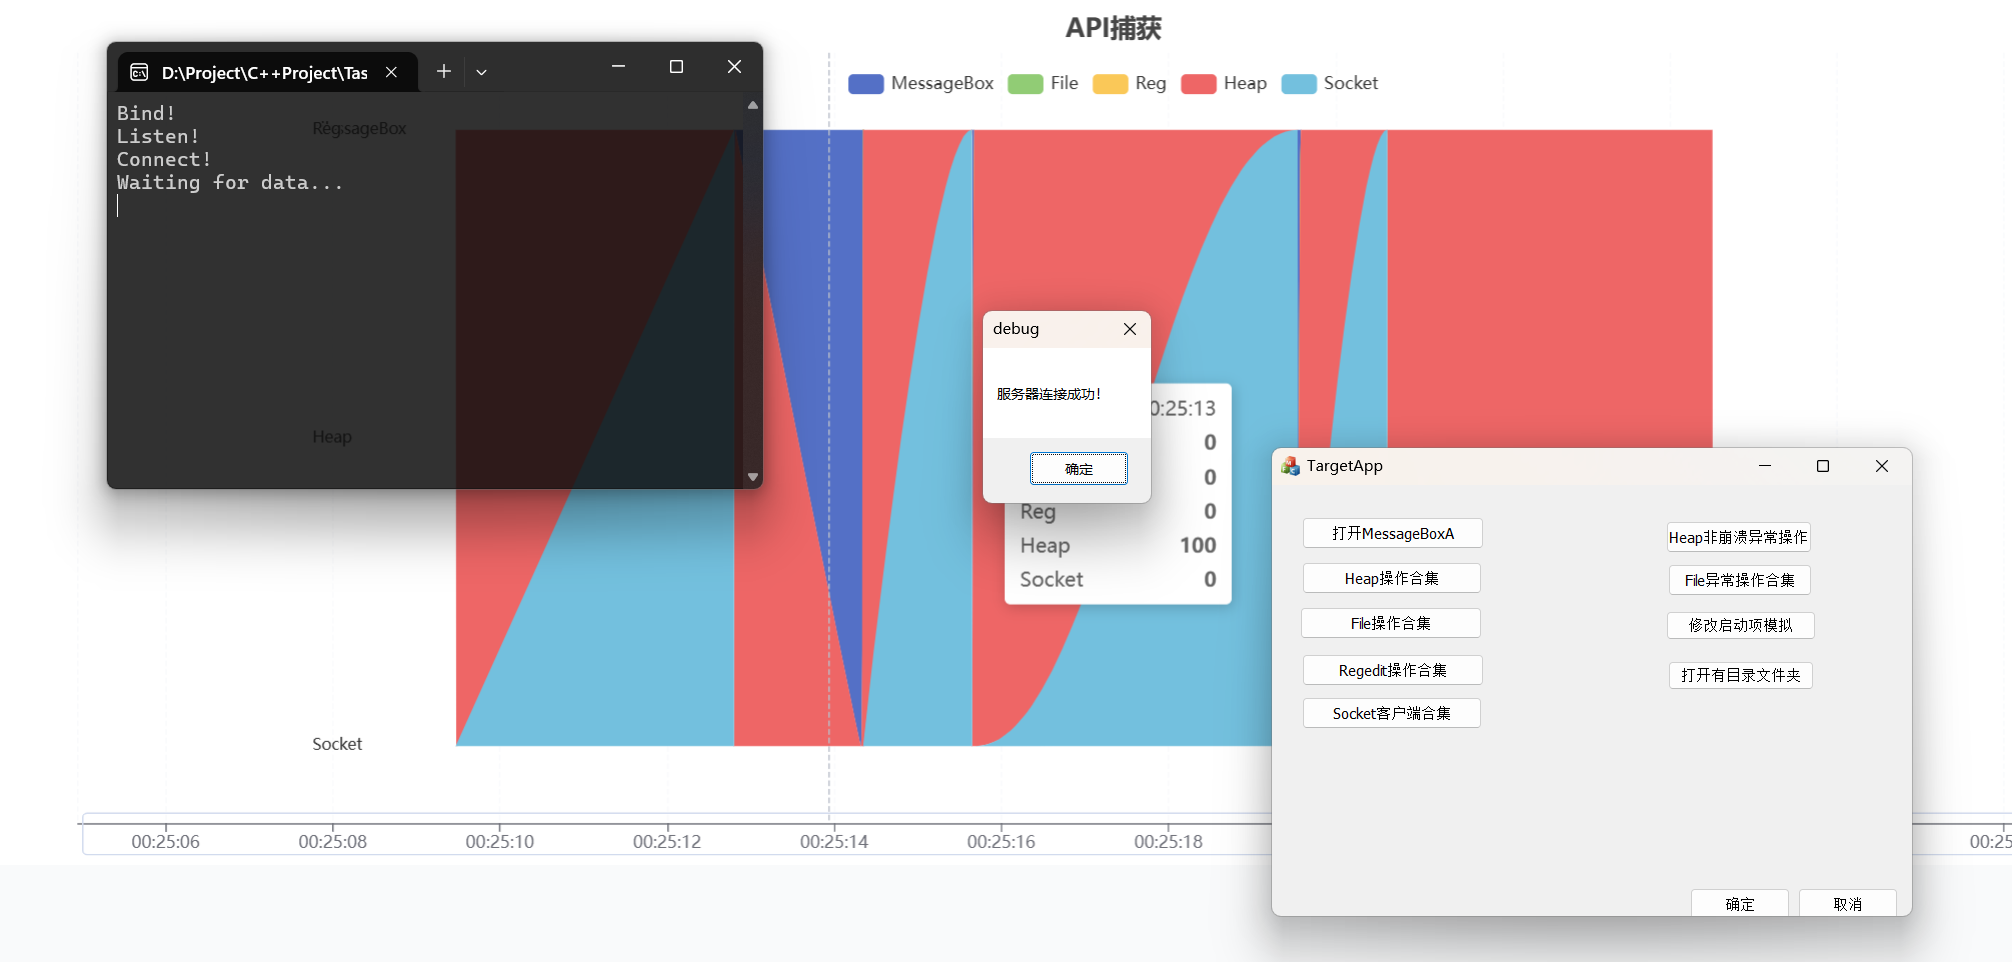 API捕获
MessageBox File Reg Heap Socket
D:\Project\C++Project\Tas
Bind!
Listen!
Connect!
Waiting for data...
Heap
Socket
debug
服务器连接成功!
确定
0:25:13
0
0
Reg 0
Heap 100
Socket 0
TargetApp
打开MessageBoxA
Heap操作合集
File操作合集
Regedit操作合集
Socket客户端合集
Heap非崩溃异常操作
File异常操作合集
修改启动项模拟
打开有目录文件夹
确定
取消
00:25:06 00:25:08 00:25:10 00:25:12 00:25:14 00:25:16 00:25:18 00:25